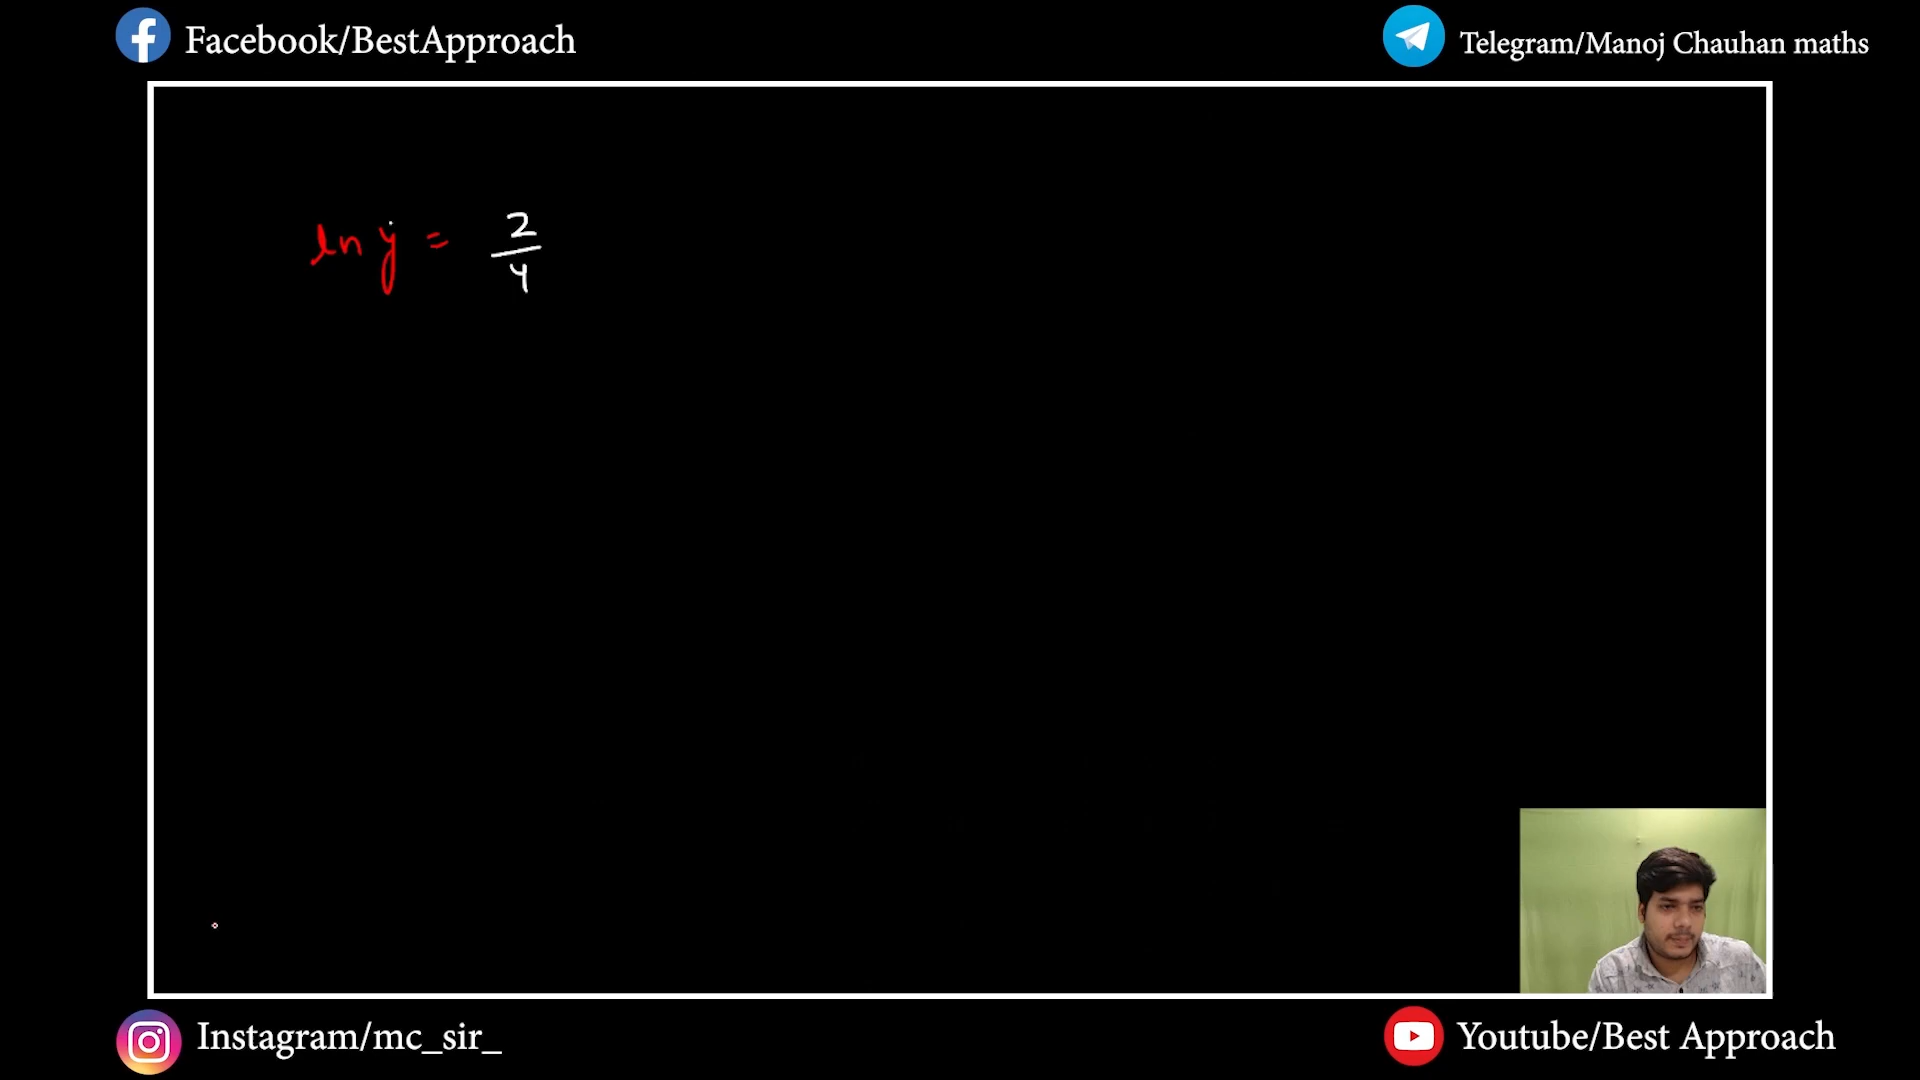 Facebook/BestApproach
Telegram/Manoj Chauhan maths
ln y = 2/4
Instagram/mc_sir_
Youtube/Best Approach